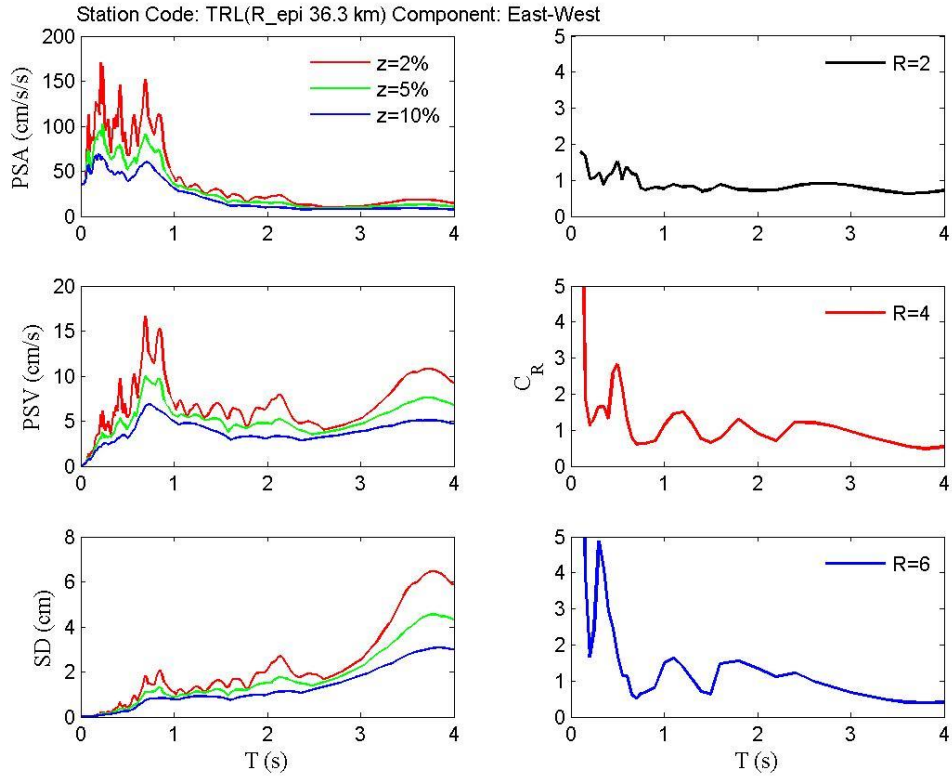 Station Code: TRL(R_epi 36.3 km) Component: East-West
200
150
100
50
0
PSA (cm/s/s)
z=2%
z=5%
z=10%
0 1 2 3 4
5
4
3
2
1
0
R=2
0 1 2 3 4
20
15
10
5
0
PSV (cm/s)
0 1 2 3 4
5
4
3
2
1
0
C_R
R=4
0 1 2 3 4
8
6
4
2
0
SD (cm)
0 1 2 3 4
T (s)
5
4
3
2
1
0
R=6
0 1 2 3 4
T (s)